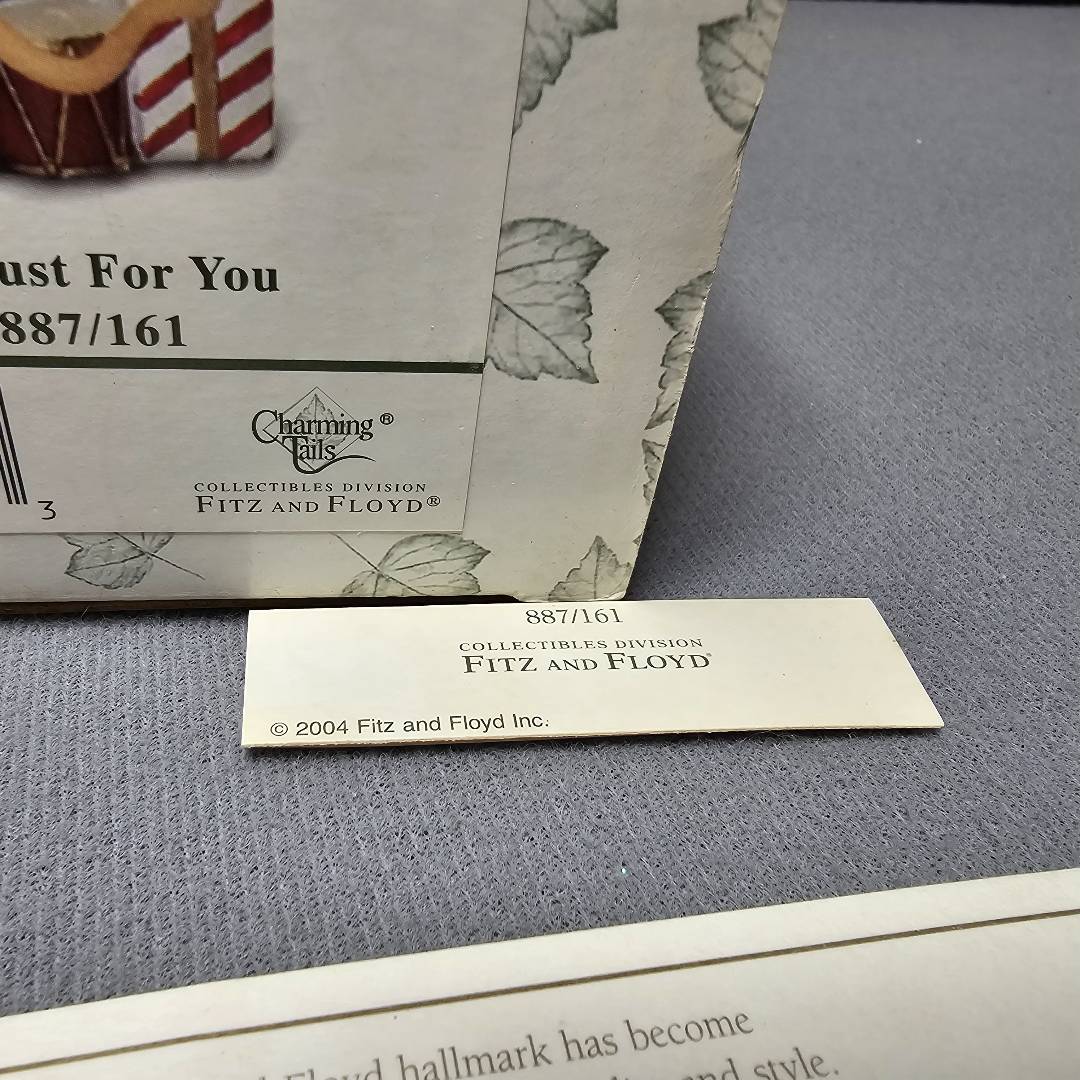 ust For You
887/161
3
Charming ®
Tails
COLLECTIBLES DIVISION
FITZ AND FLOYD®
887/161
COLLECTIBLES DIVISION
FITZ AND FLOYD®
© 2004 Fitz and Floyd Inc.
Floyd hallmark has become
and style.